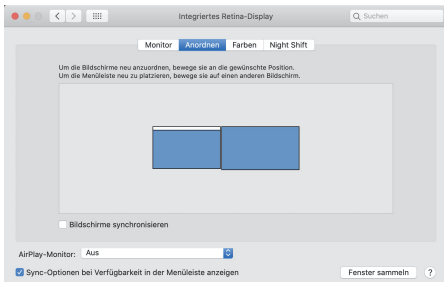 Integriertes Retina-Display
Suchen
Monitor Anordnen Farben Night Shift
Um die Bildschirme neu anzuordnen, bewege sie an die gewünschte Position.
Um die Menüleiste neu zu platzieren, bewege sie auf einen anderen Bildschirm.
Bildschirme synchronisieren
AirPlay-Monitor: Aus
Sync-Optionen bei Verfügbarkeit in der Menüleiste anzeigen
Fenster sammeln ?